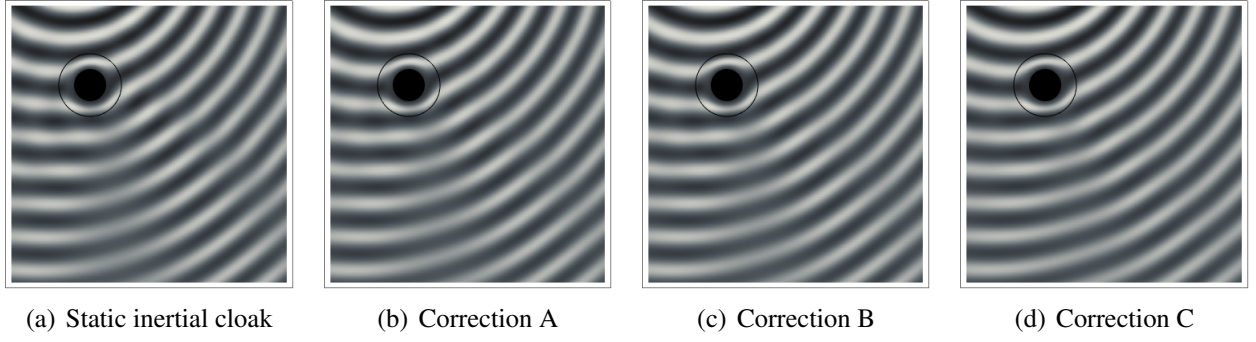 (a) Static inertial cloak
(b) Correction A
(c) Correction B
(d) Correction C